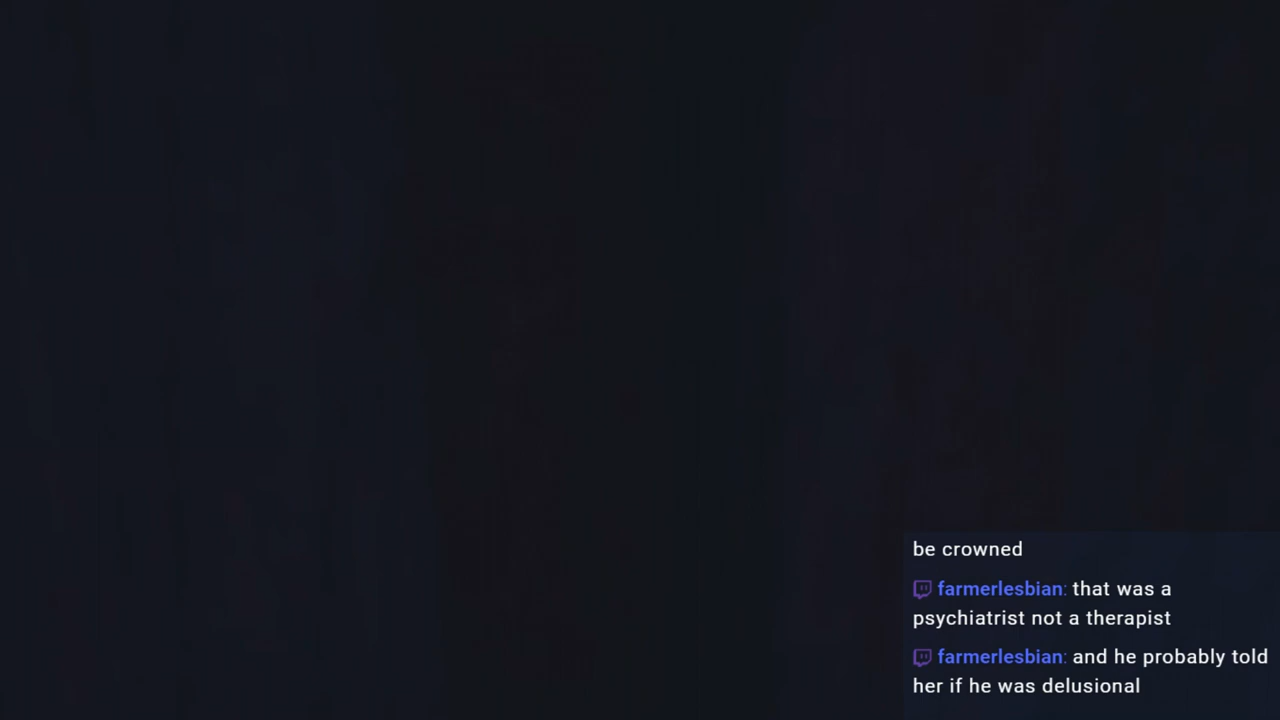 be crowned
farmerlesbian: that was a
psychiatrist not a therapist
farmerlesbian: and he probably told
her if he was delusional